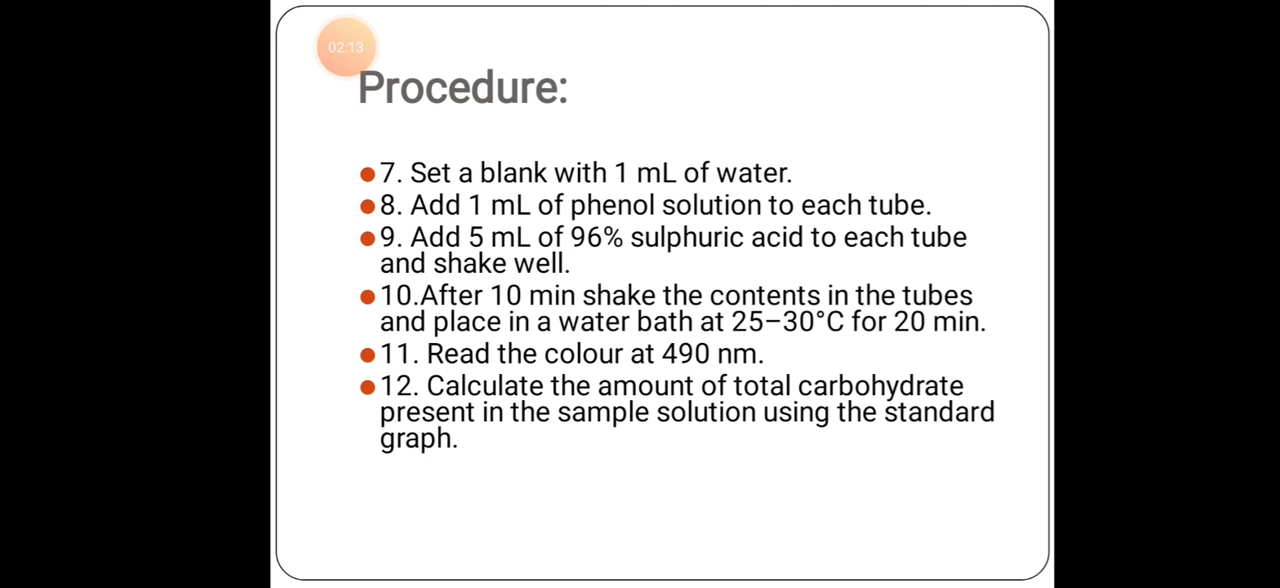 02:13
Procedure:
7. Set a blank with 1 mL of water.
8. Add 1 mL of phenol solution to each tube.
9. Add 5 mL of 96% sulphuric acid to each tube
and shake well.
10.After 10 min shake the contents in the tubes
and place in a water bath at 25–30°C for 20 min.
11. Read the colour at 490 nm.
12. Calculate the amount of total carbohydrate
present in the sample solution using the standard
graph.